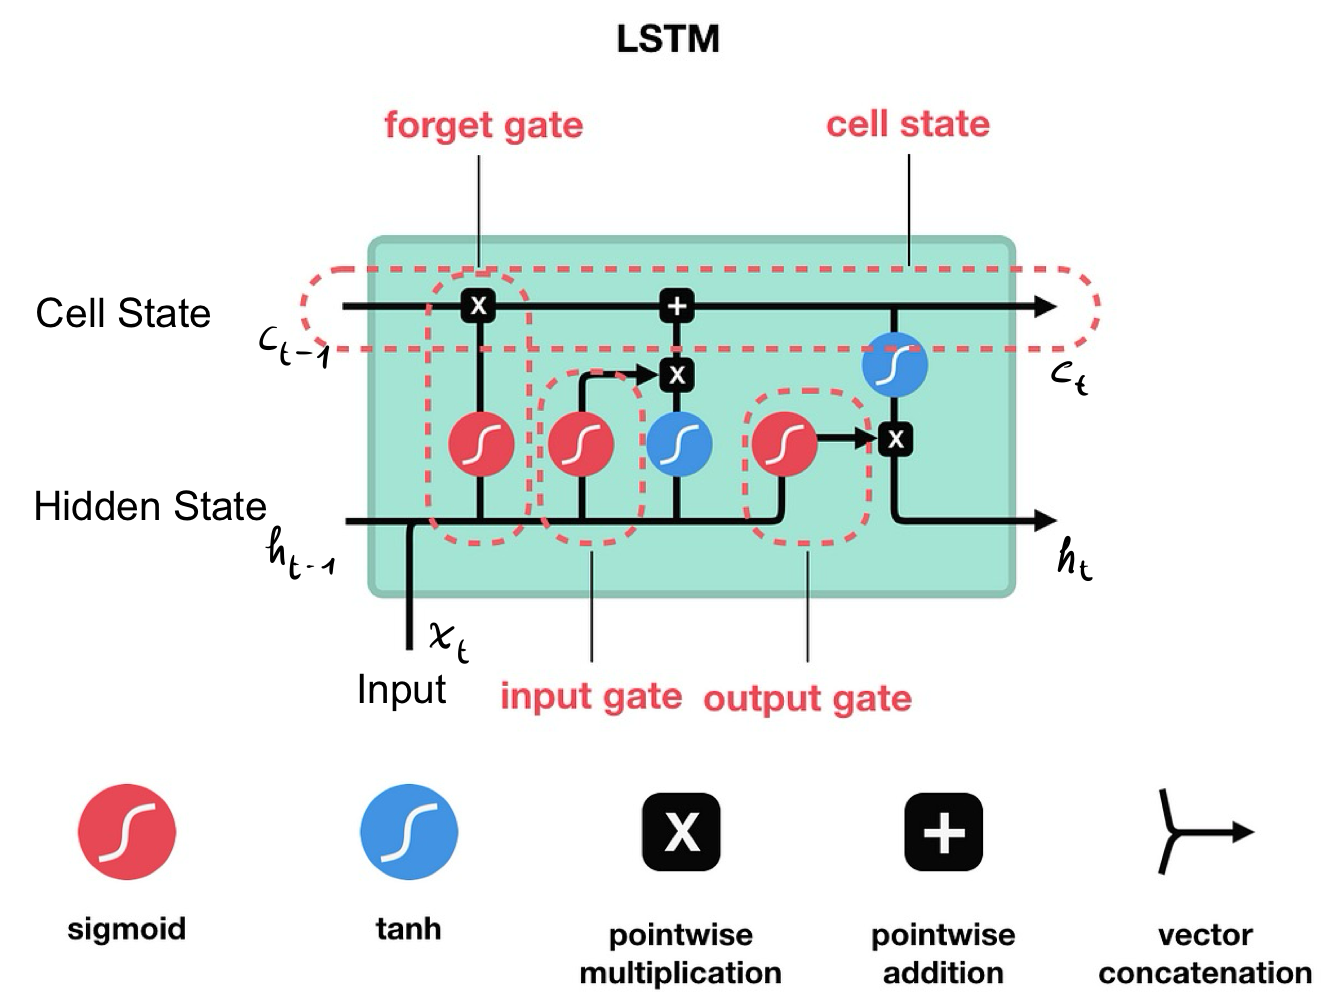 LSTM
forget gate
cell state
X
+
Cell State
c_{t-1}
X
c_t
X
Hidden State
h_{t-1}
h_t
x_t
Input
input gate
output gate
X
+
sigmoid
tanh
pointwise
multiplication
pointwise
addition
vector
concatenation